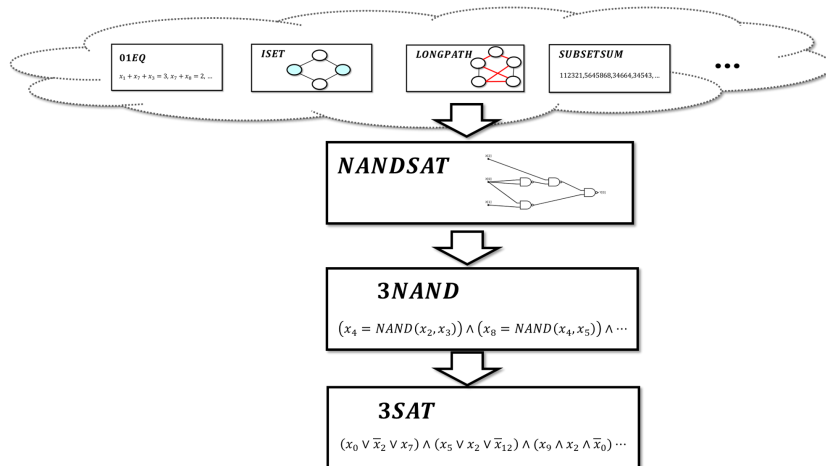 01EQ
x₁ + x₇ + x₅ = 3, x₇ + x₈ = 2, ...
ISET
LONGPATH
SUBSETSUM
112321,5645868,34664,34543, ...
...
NANDSAT
3NAND
(x₄ = NAND(x₂, x₃)) ∧ (x₈ = NAND(x₄, x₅)) ∧ ⋯
3SAT
(x₀ ∨ x̅₂ ∨ x₇) ∧ (x₅ ∨ x₂ ∨ x̅₁₂) ∧ (x₉ ∧ x₂ ∧ x̅₀) ⋯